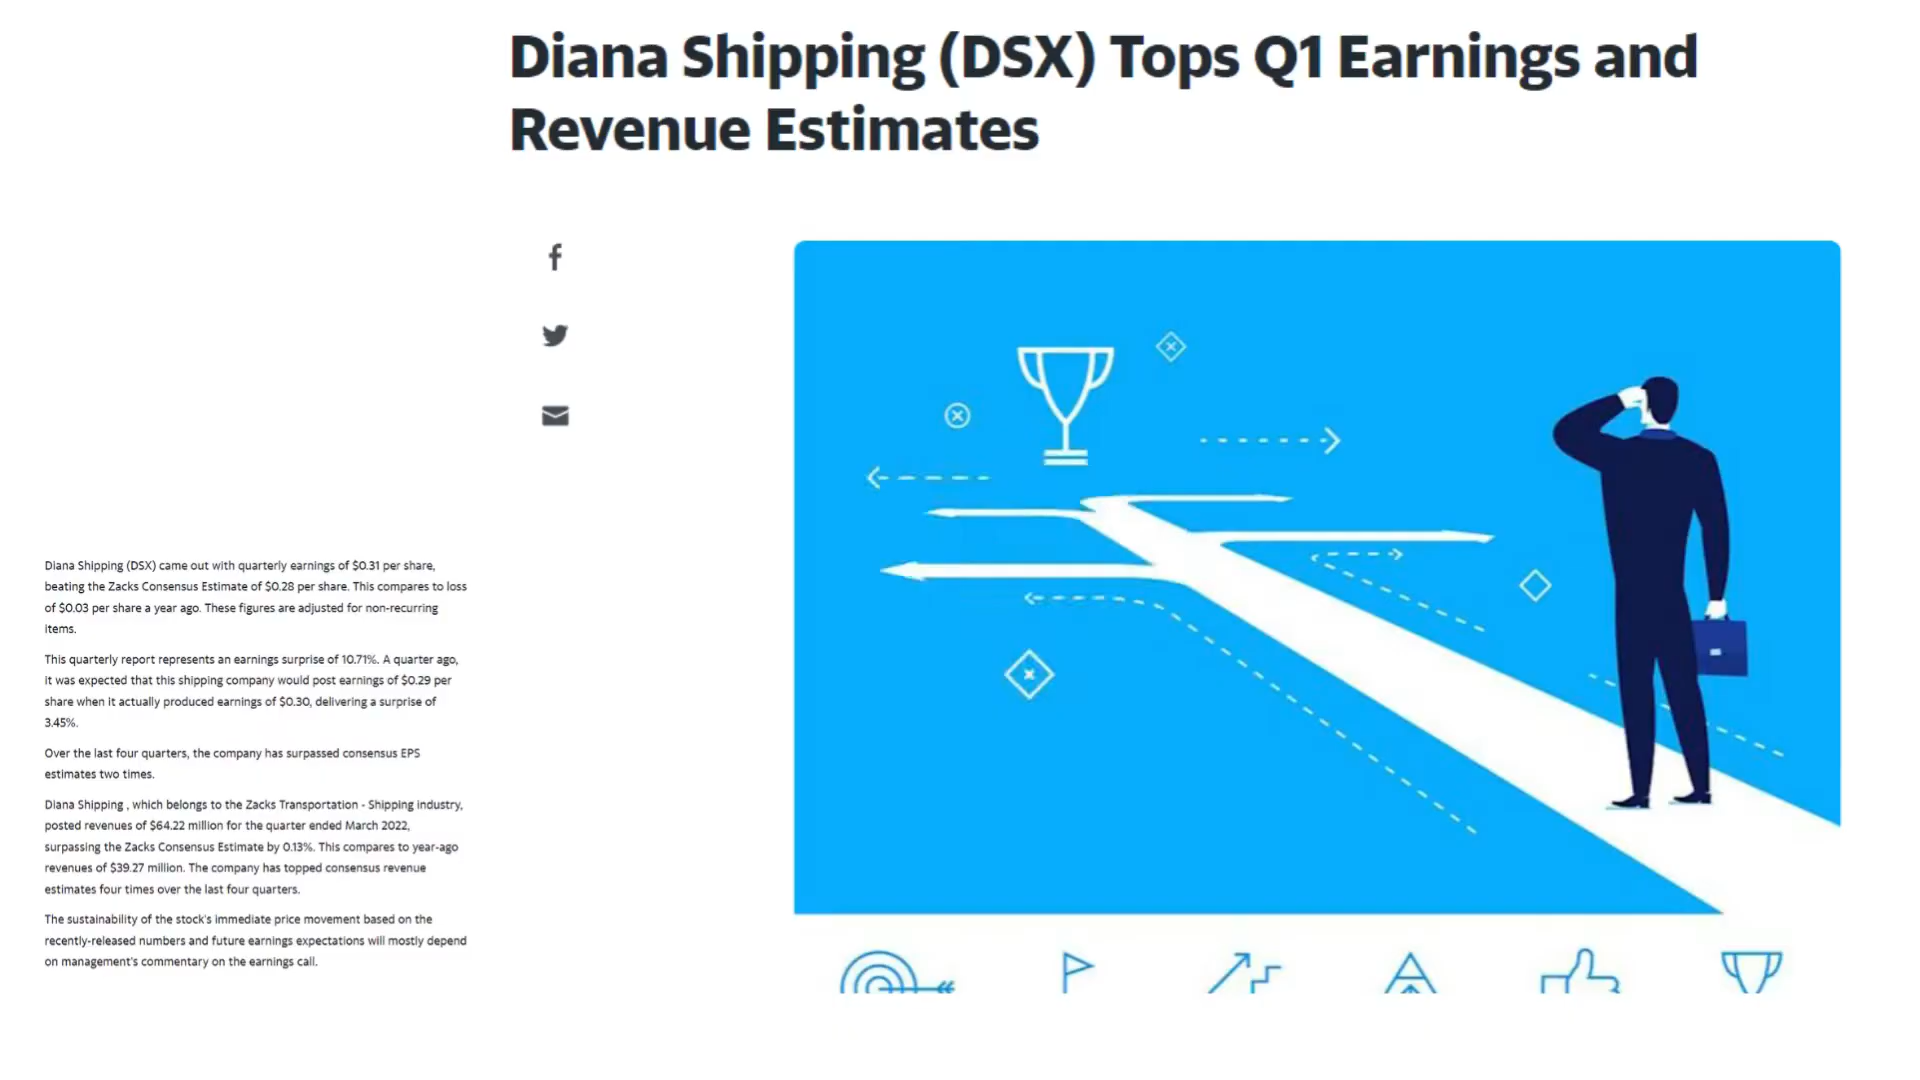 Diana Shipping (DSX) Tops Q1 Earnings and
Revenue Estimates
Diana Shipping (DSX) came out with quarterly earnings of $0.31 per share,
beating the Zacks Consensus Estimate of $0.28 per share. This compares to loss
of $0.03 per share a year ago. These figures are adjusted for non-recurring
items.
This quarterly report represents an earnings surprise of 10.71%. A quarter ago,
it was expected that this shipping company would post earnings of $0.29 per
share when it actually produced earnings of $0.30, delivering a surprise of
3.45%.
Over the last four quarters, the company has surpassed consensus EPS
estimates two times.
Diana Shipping , which belongs to the Zacks Transportation - Shipping industry,
posted revenues of $64.22 million for the quarter ended March 2022,
surpassing the Zacks Consensus Estimate by 0.13%. This compares to year-ago
revenues of $39.27 million. The company has topped consensus revenue
estimates four times over the last four quarters.
The sustainability of the stock's immediate price movement based on the
recently-released numbers and future earnings expectations will mostly depend
on management's commentary on the earnings call.